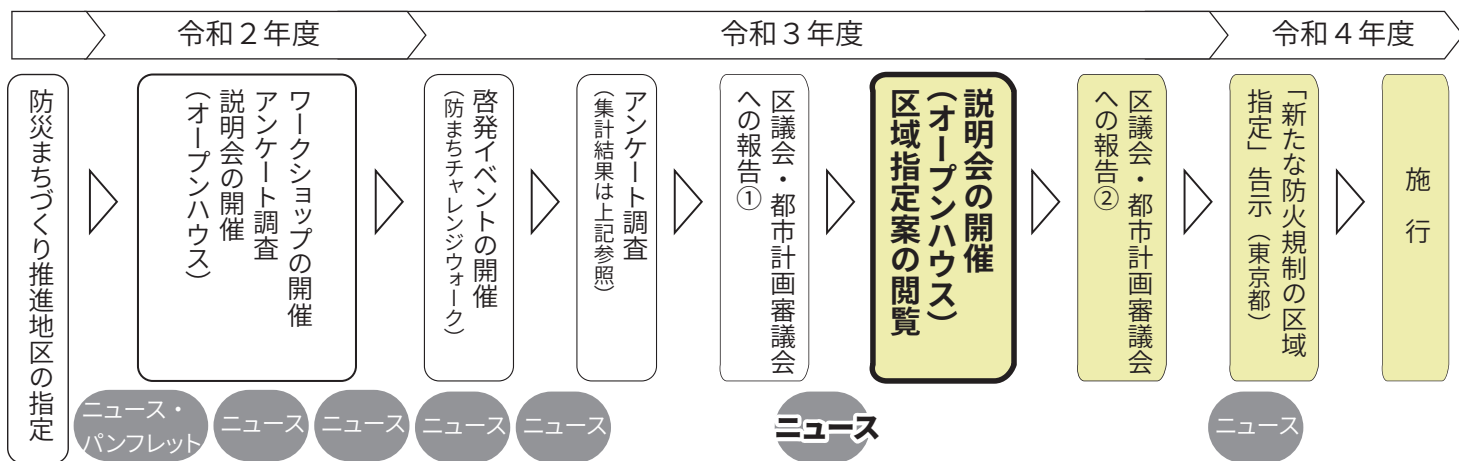 令和２年度
令和３年度
令和４年度
防災まちづくり推進地区の指定
ワークショップの開催
アンケート調査
説明会の開催
（オープンハウス）
啓発イベントの開催
（防まちチャレンジウォーク）
アンケート調査
（集計結果は上記参照）
区議会・都市計画審議会
への報告①
説明会の開催
（オープンハウス）
区域指定案の閲覧
区議会・都市計画審議会
への報告②
「新たな防火規制の区域
指定」告示（東京都）
施行
ニュース・
パンフレット
ニュース
ニュース
ニュース
ニュース
ニュース
ニュース